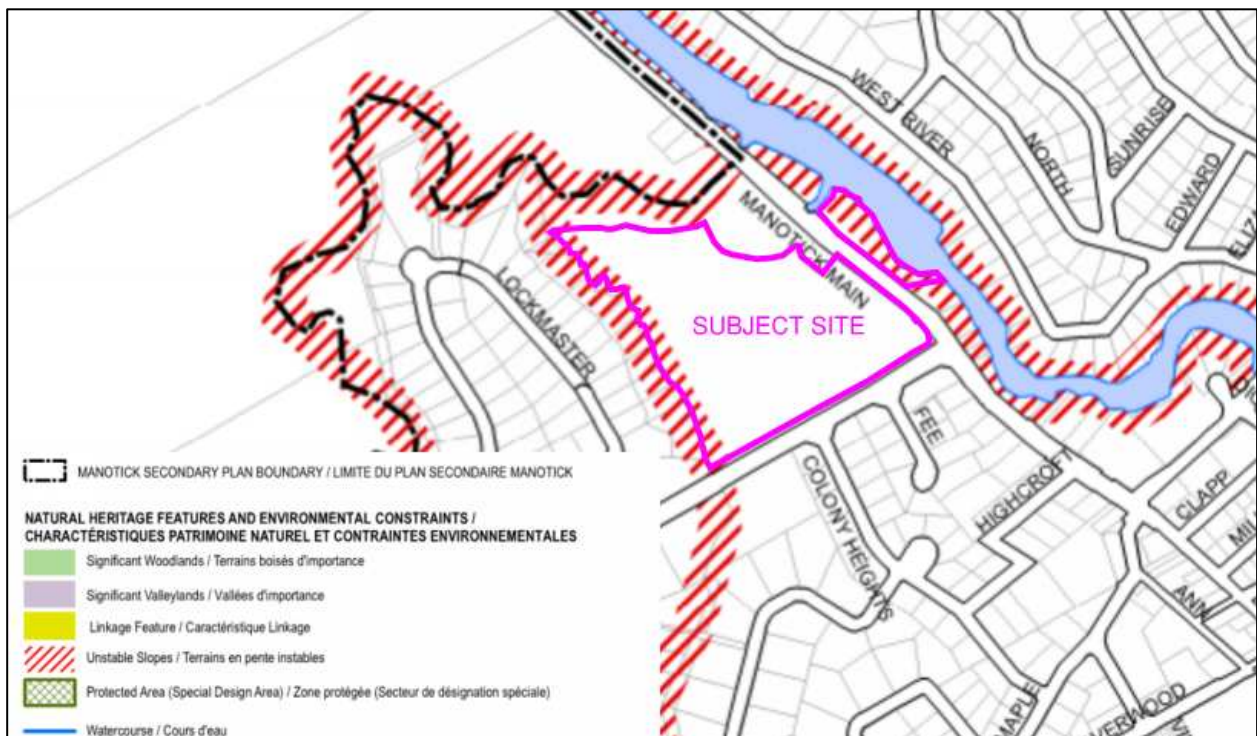 WEST RIVER
NORTH
SUNRISE
EDWARD
MANOTICK MAIN
LOCKMASTER
SUBJECT SITE
FEE
COLONY HEIGHTS
HIGHCROFT
CLAPP
ANN
MAPLE
MANOTICK SECONDARY PLAN BOUNDARY / LIMITE DU PLAN SECONDAIRE MANOTICK
NATURAL HERITAGE FEATURES AND ENVIRONMENTAL CONSTRAINTS /
CHARACTÉRISTIQUES PATRIMOINE NATUREL ET CONTRAINTES ENVIRONNEMENTALES
Significant Woodlands / Terrains boisés d'importance
Significant Valleylands / Vallées d'importance
Linkage Feature / Caractéristique Linkage
Unstable Slopes / Terrains en pente instables
Protected Area (Special Design Area) / Zone protégée (Secteur de désignation spéciale)
Watercourse / Cours d'eau